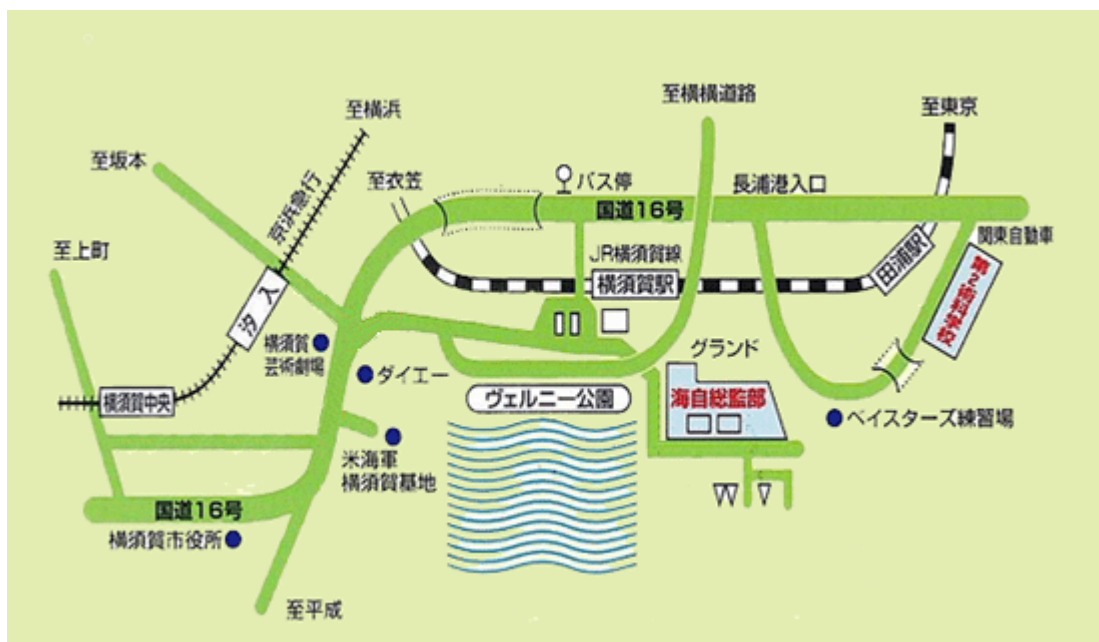 至横横道路
至横浜
至東京
至坂本
至衣笠
バス停
長浦港入口
国道16号
京浜急行
至上町
関東自動車
JR横須賀線
田浦駅
横須賀駅
第2術科学校
汐入
横須賀
芸術劇場
グランド
ダイエー
ヴェルニー公園
海自総監部
横須賀中央
ベイスターズ練習場
米海軍
横須賀基地
国道16号
横須賀市役所
至平成